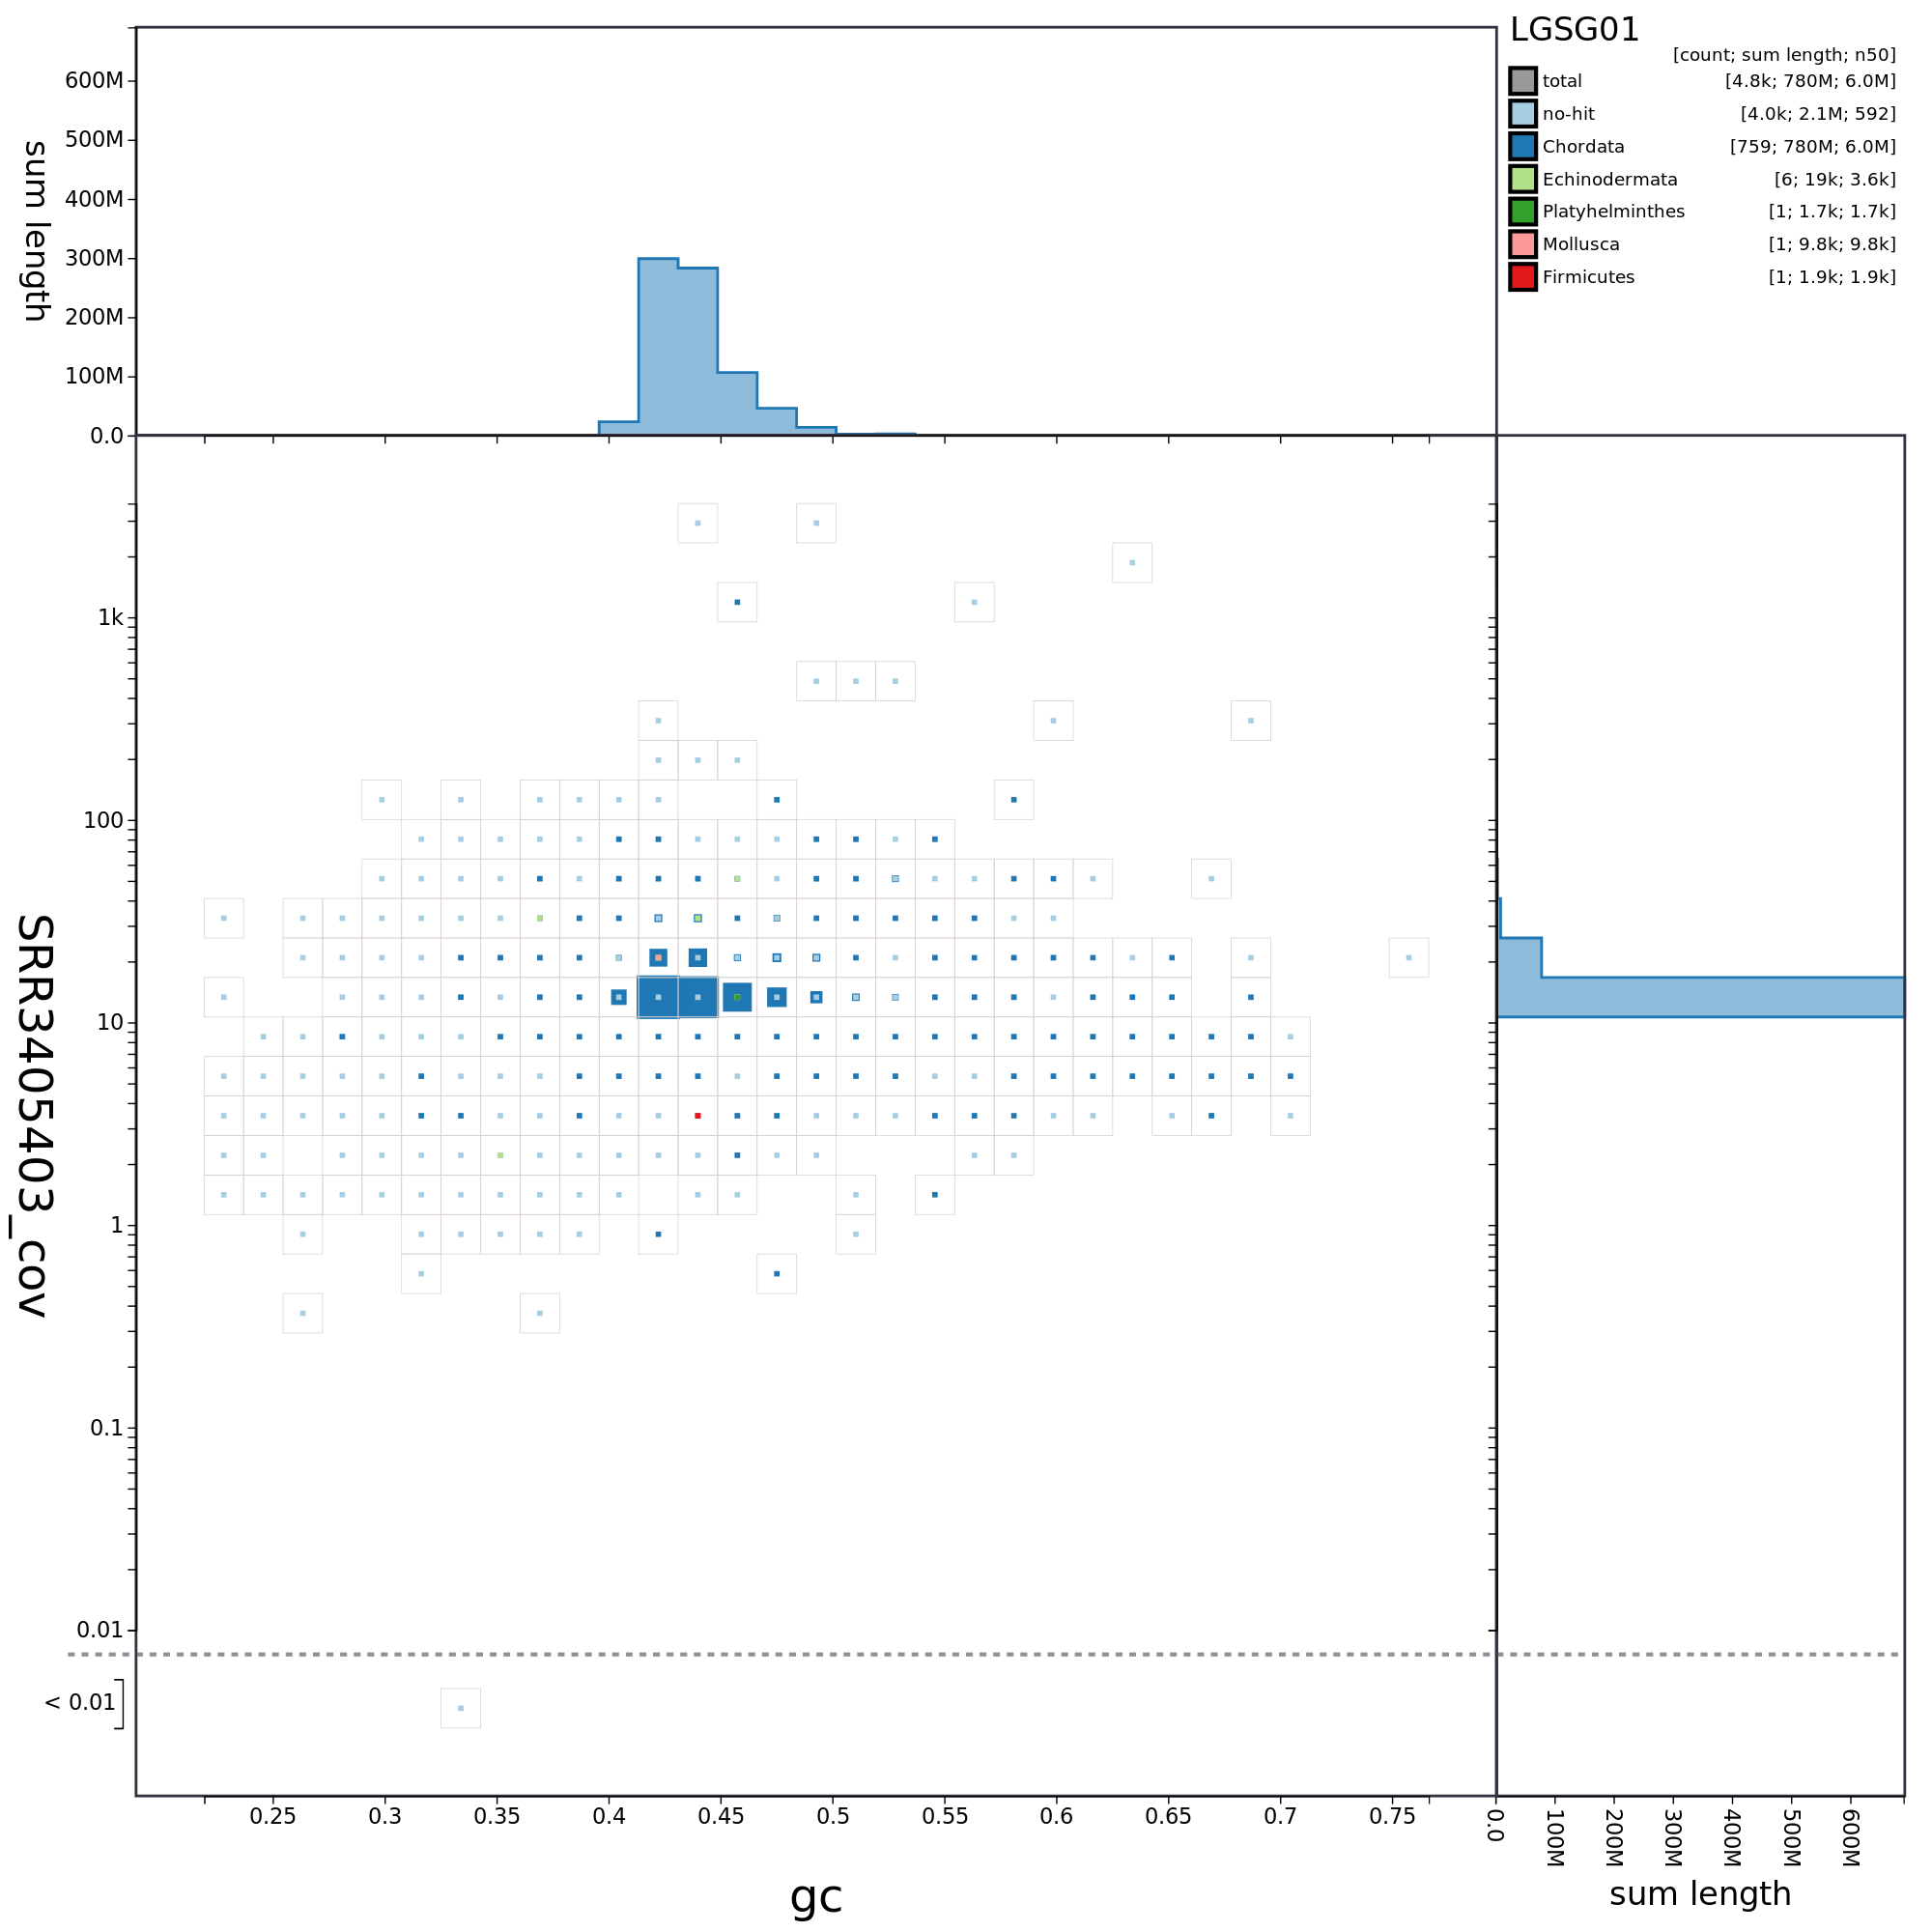 LGSG01
[count; sum length; n50]
total [4.8k; 780M; 6.0M]
no-hit [4.0k; 2.1M; 592]
Chordata [759; 780M; 6.0M]
Echinodermata [6; 19k; 3.6k]
Platyhelminthes [1; 1.7k; 1.7k]
Mollusca [1; 9.8k; 9.8k]
Firmicutes [1; 1.9k; 1.9k]
sum length
600M
500M
400M
300M
200M
100M
0.0
SRR3405403_cov
1k
100
10
1
0.1
0.01
< 0.01
0.25 0.3 0.35 0.4 0.45 0.5 0.55 0.6 0.65 0.7 0.75
gc
0.0 100M 200M 300M 400M 500M 600M
sum length